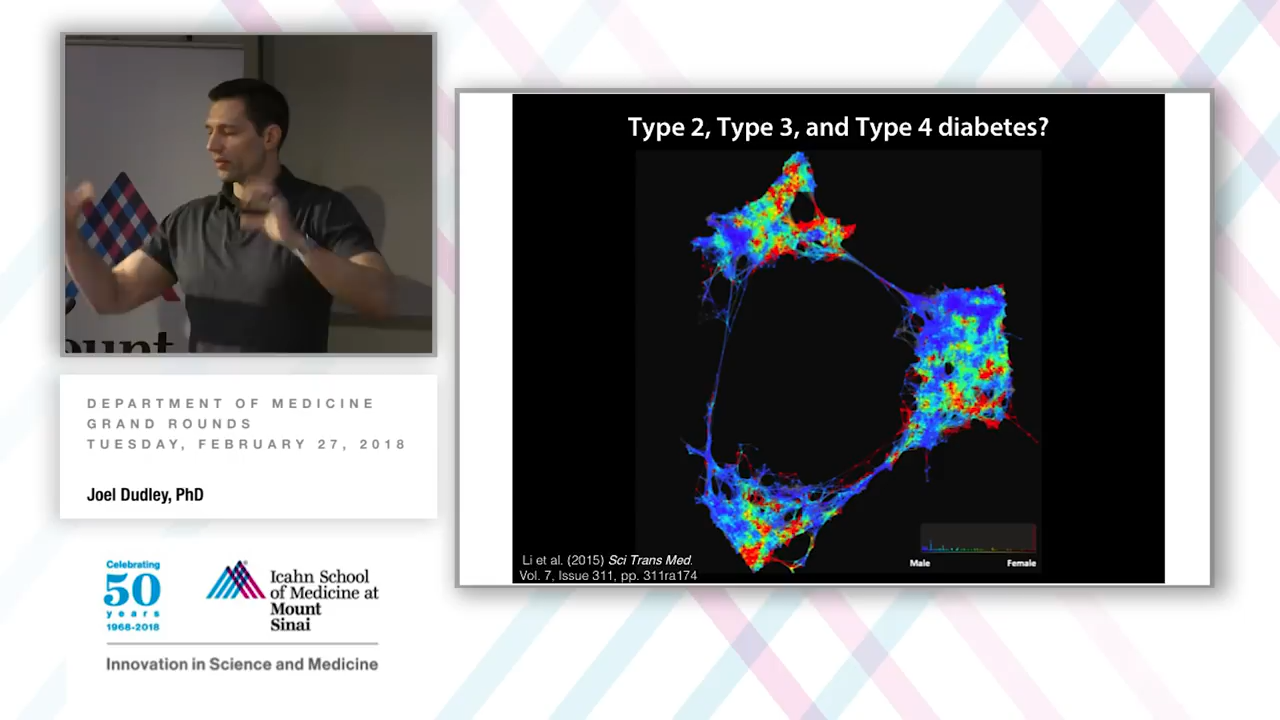 ount
DEPARTMENT OF MEDICINE
GRAND ROUNDS
TUESDAY, FEBRUARY 27, 2018
Joel Dudley, PhD
Celebrating
50
years
1968-2018
Icahn School
of Medicine at
Mount
Sinai
Innovation in Science and Medicine
Type 2, Type 3, and Type 4 diabetes?
Li et al. (2015) Sci Trans Med.
Vol. 7, Issue 311, pp. 311ra174
Male
Female